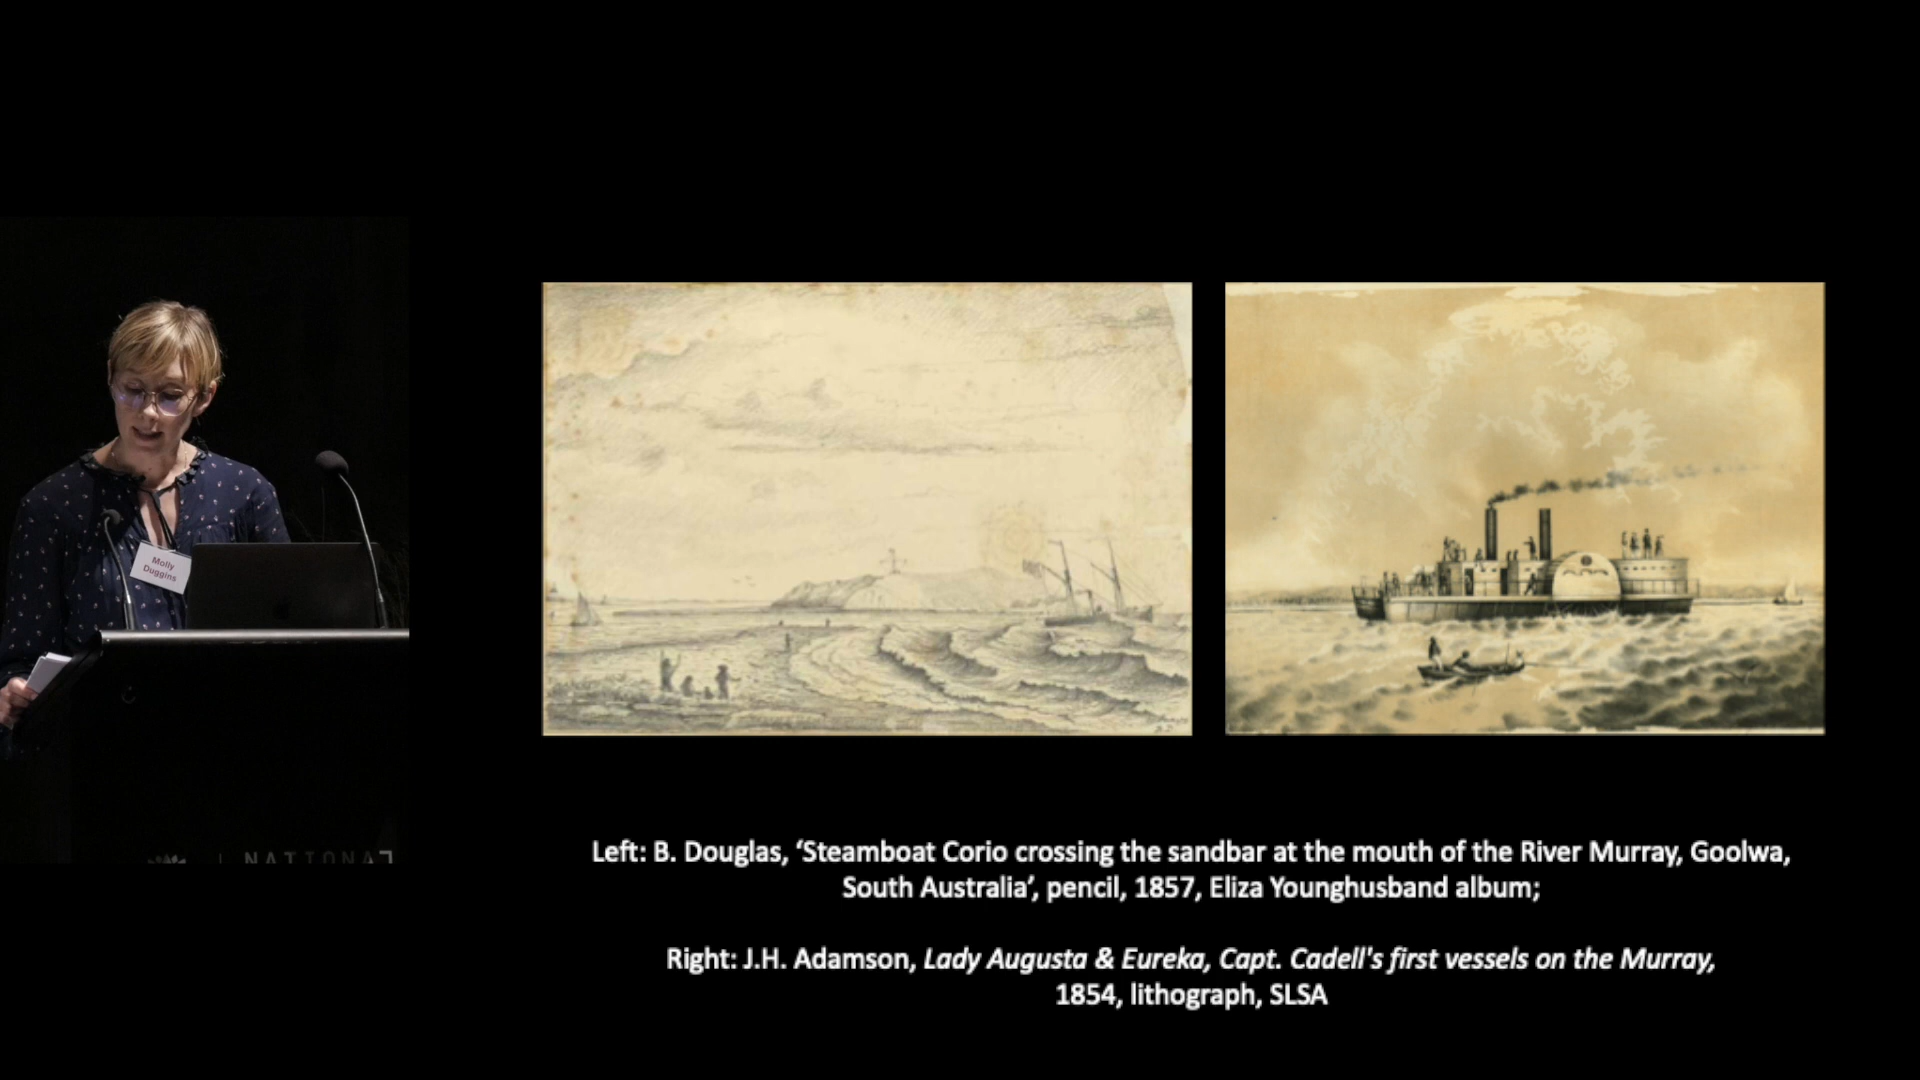 Molly
Duggins
NATIONA
Left: B. Douglas, ‘Steamboat Corio crossing the sandbar at the mouth of the River Murray, Goolwa,
South Australia’, pencil, 1857, Eliza Younghusband album;
Right: J.H. Adamson, Lady Augusta & Eureka, Capt. Cadell's first vessels on the Murray,
1854, lithograph, SLSA